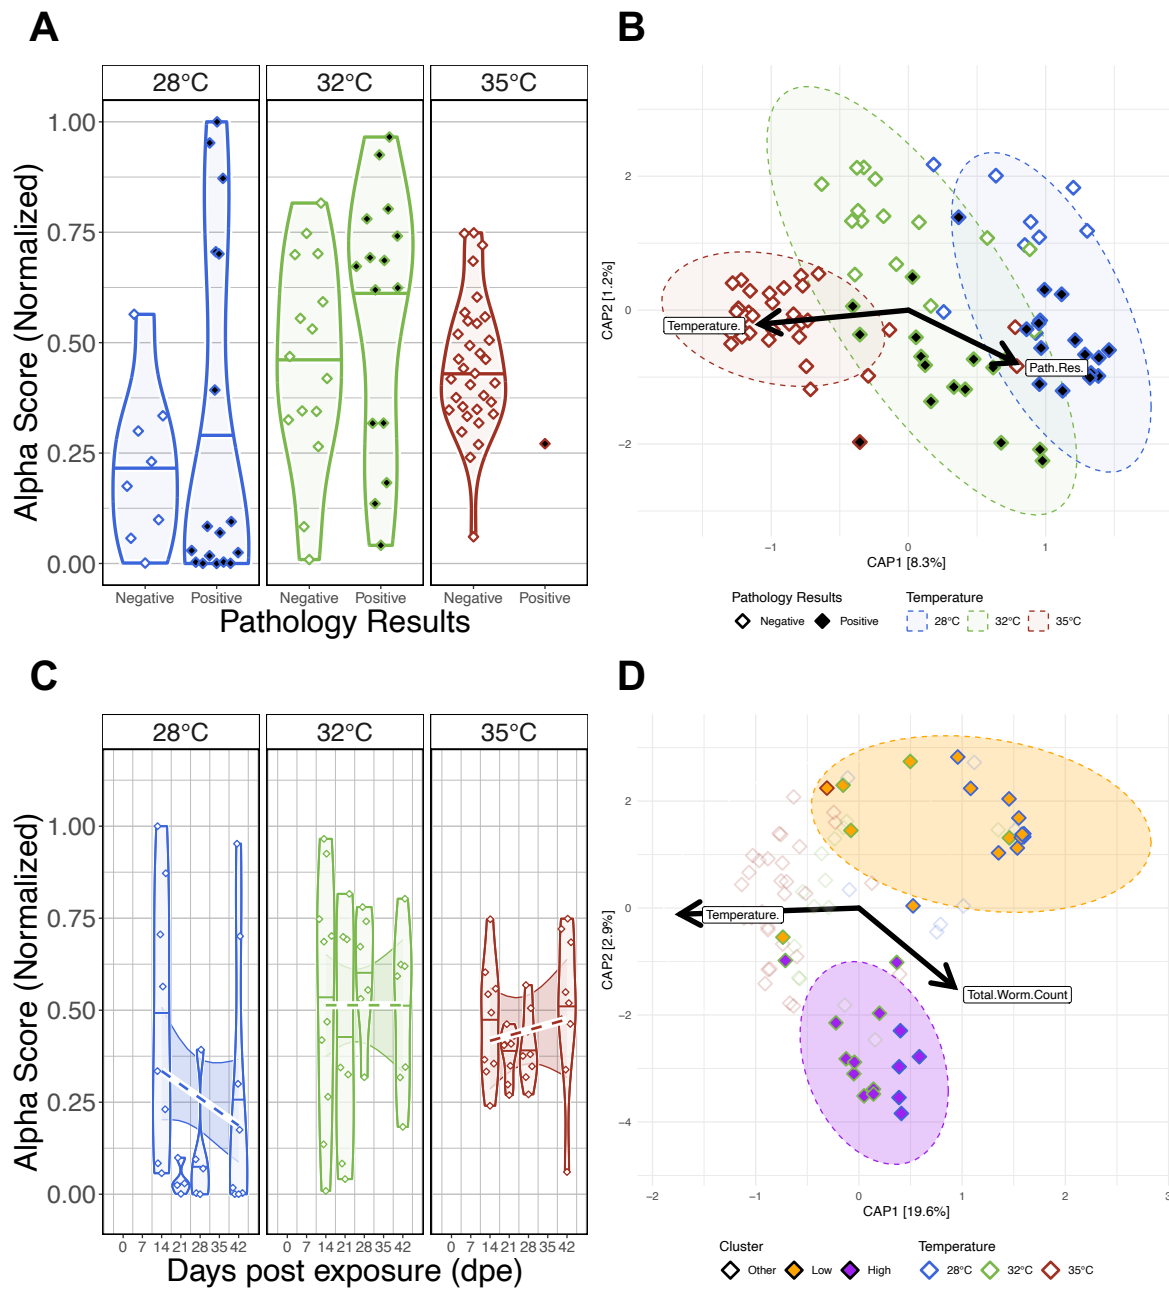 A
28°C 32°C 35°C
Alpha Score (Normalized)
1.00
0.75
0.50
0.25
0.00
Negative Positive Negative Positive Negative Positive
Pathology Results
B
CAP2 [1.2%]
2
0
−2
Temperature.
Path.Res.
−1 0 1
CAP1 [8.3%]
Pathology Results Temperature
Negative Positive 28°C 32°C 35°C
C
28°C 32°C 35°C
Alpha Score (Normalized)
1.00
0.75
0.50
0.25
0.00
0 7 14 21 28 35 42 0 7 14 21 28 35 42 0 7 14 21 28 35 42
Days post exposure (dpe)
D
CAP2 [2.9%]
2
0
−2
−4
Temperature.
Total.Worm.Count
−2 −1 0 1 2 3
CAP1 [19.6%]
Cluster Temperature
Other Low High 28°C 32°C 35°C